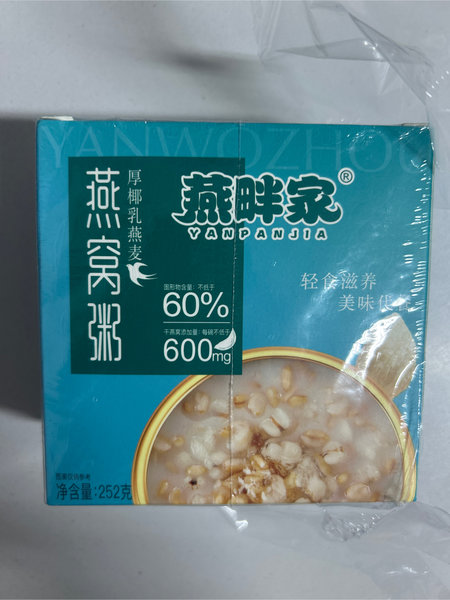 YANWOZHOU
燕窝粥
厚椰乳燕麦
燕畔家®
YANPANJIA
固形物含量：不低于
60%
干燕窝添加量：每碗不低于
600mg
轻食滋养
美味代餐
图案仅供参考
净含量：252克